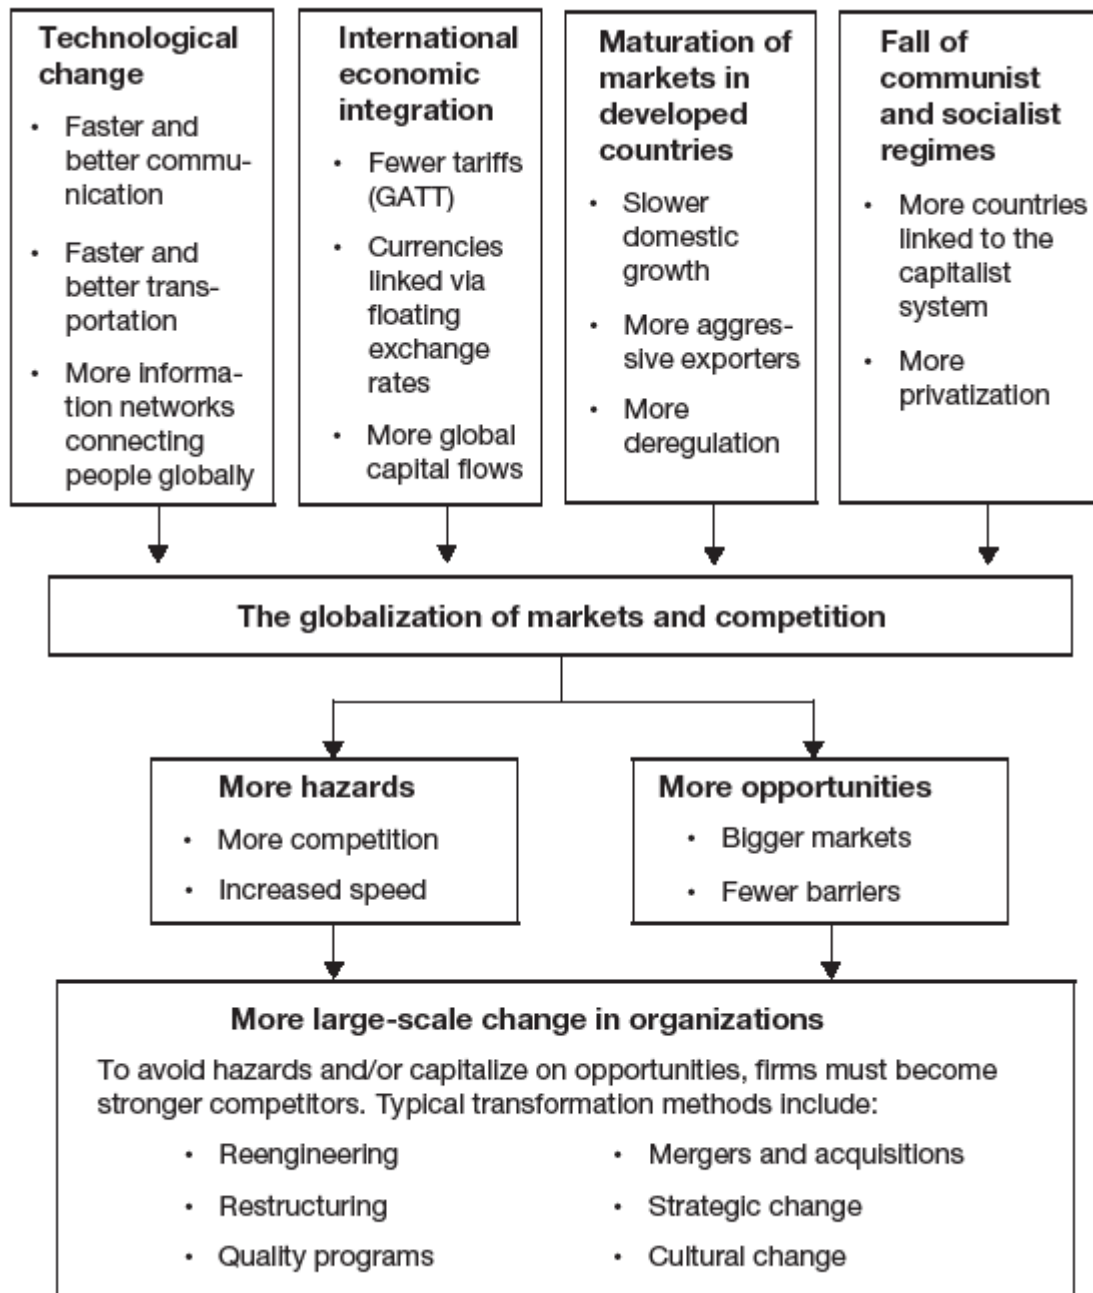 Technological
change
• Faster and
better commu-
nication
• Faster and
better trans-
portation
• More informa-
tion networks
connecting
people globally
International
economic
integration
• Fewer tariffs
(GATT)
• Currencies
linked via
floating
exchange
rates
• More global
capital flows
Maturation of
markets in
developed
countries
• Slower
domestic
growth
• More aggres-
sive exporters
• More
deregulation
Fall of
communist
and socialist
regimes
• More countries
linked to the
capitalist
system
• More
privatization
The globalization of markets and competition
More hazards
• More competition
• Increased speed
More opportunities
• Bigger markets
• Fewer barriers
More large-scale change in organizations
To avoid hazards and/or capitalize on opportunities, firms must become
stronger competitors. Typical transformation methods include:
• Reengineering
• Restructuring
• Quality programs
• Mergers and acquisitions
• Strategic change
• Cultural change